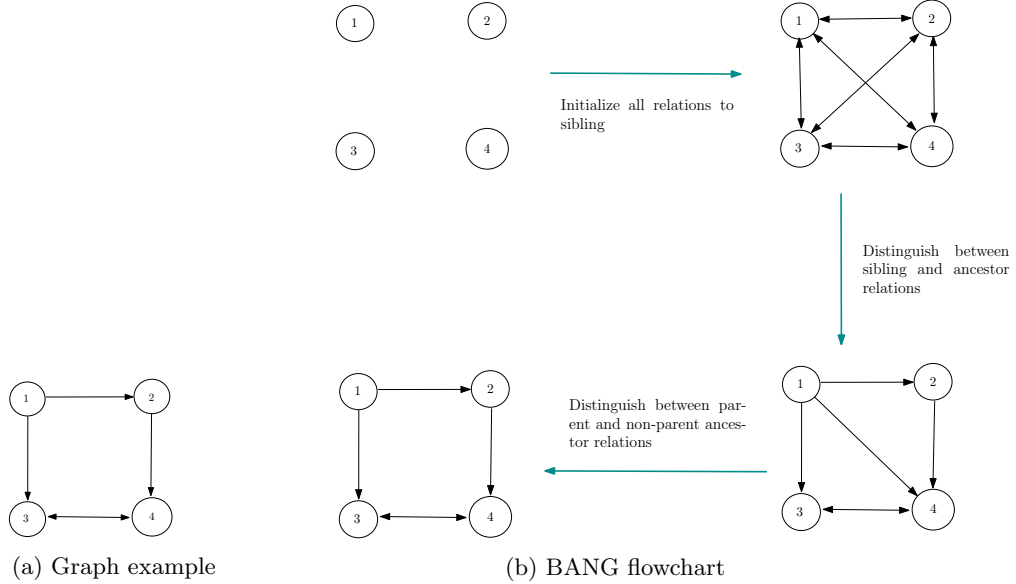 1
2
3
4
Initialize all relations to
sibling
1
2
3
4
Distinguish between
sibling and ancestor
relations
1
2
3
4
Distinguish between par-
ent and non-parent ances-
tor relations
1
2
3
4
1
2
3
4
(a) Graph example
(b) BANG flowchart